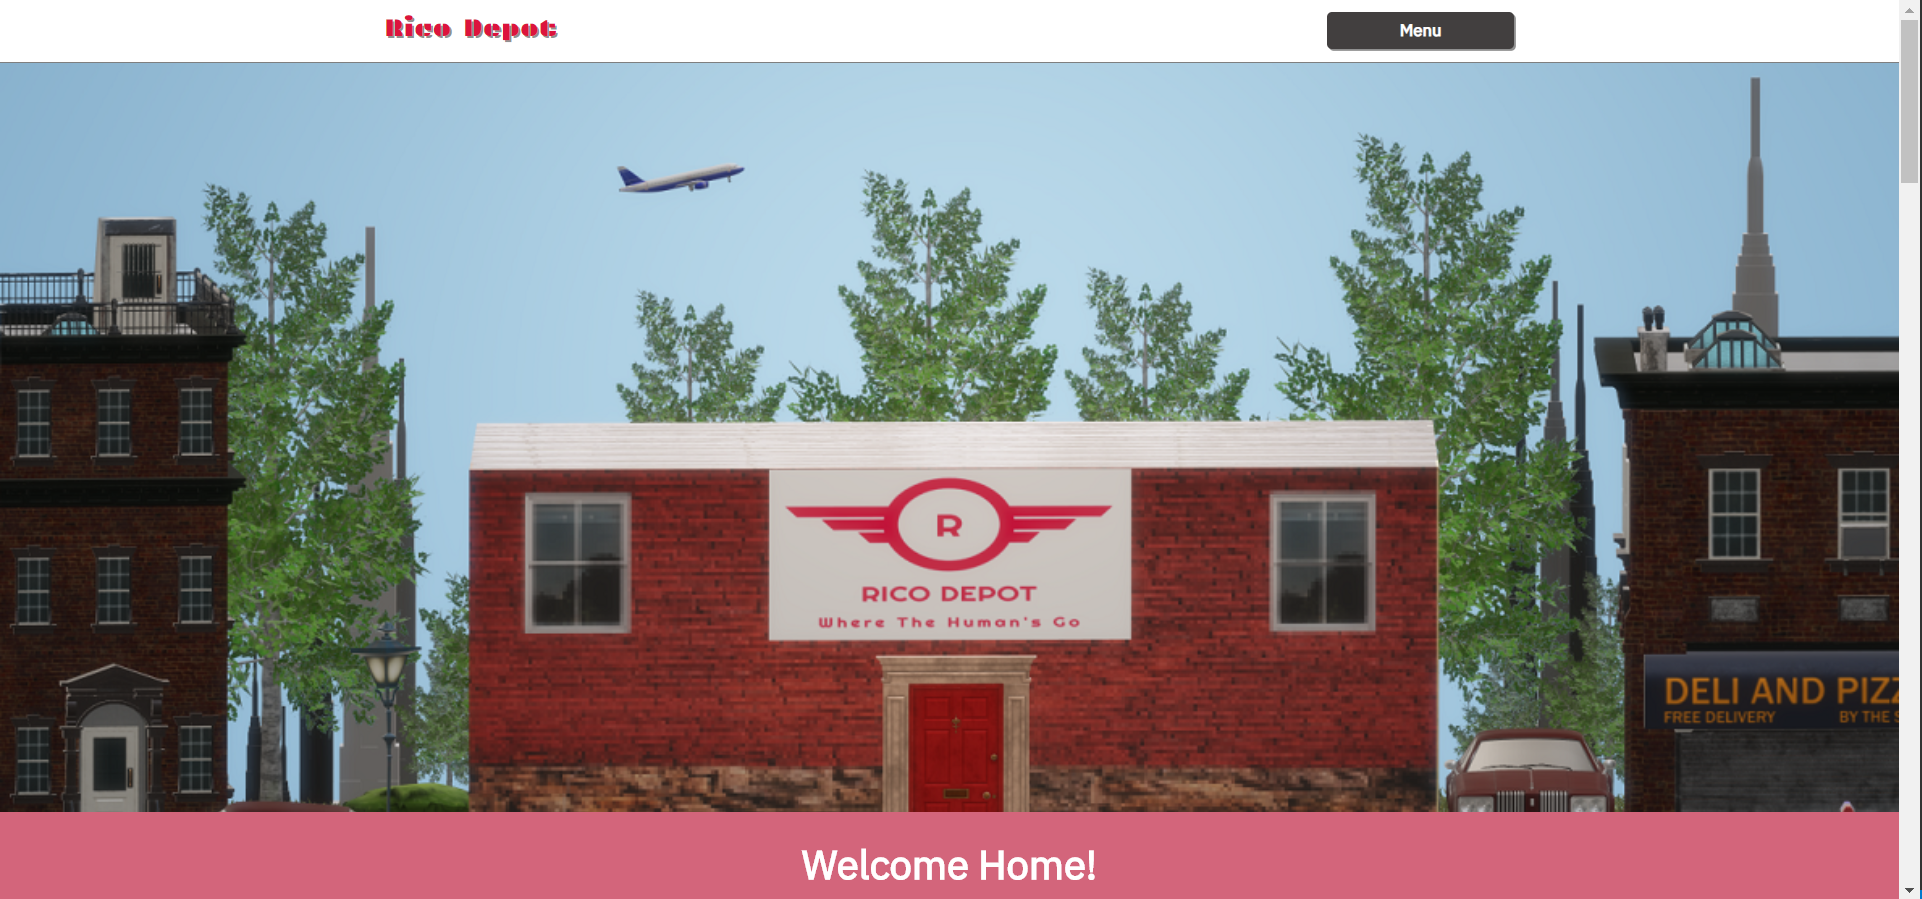 Rico Depot
Menu
R
RICO DEPOT
Where The Human's Go
DELI AND PIZZ
FREE DELIVERY BY THE S
Welcome Home!